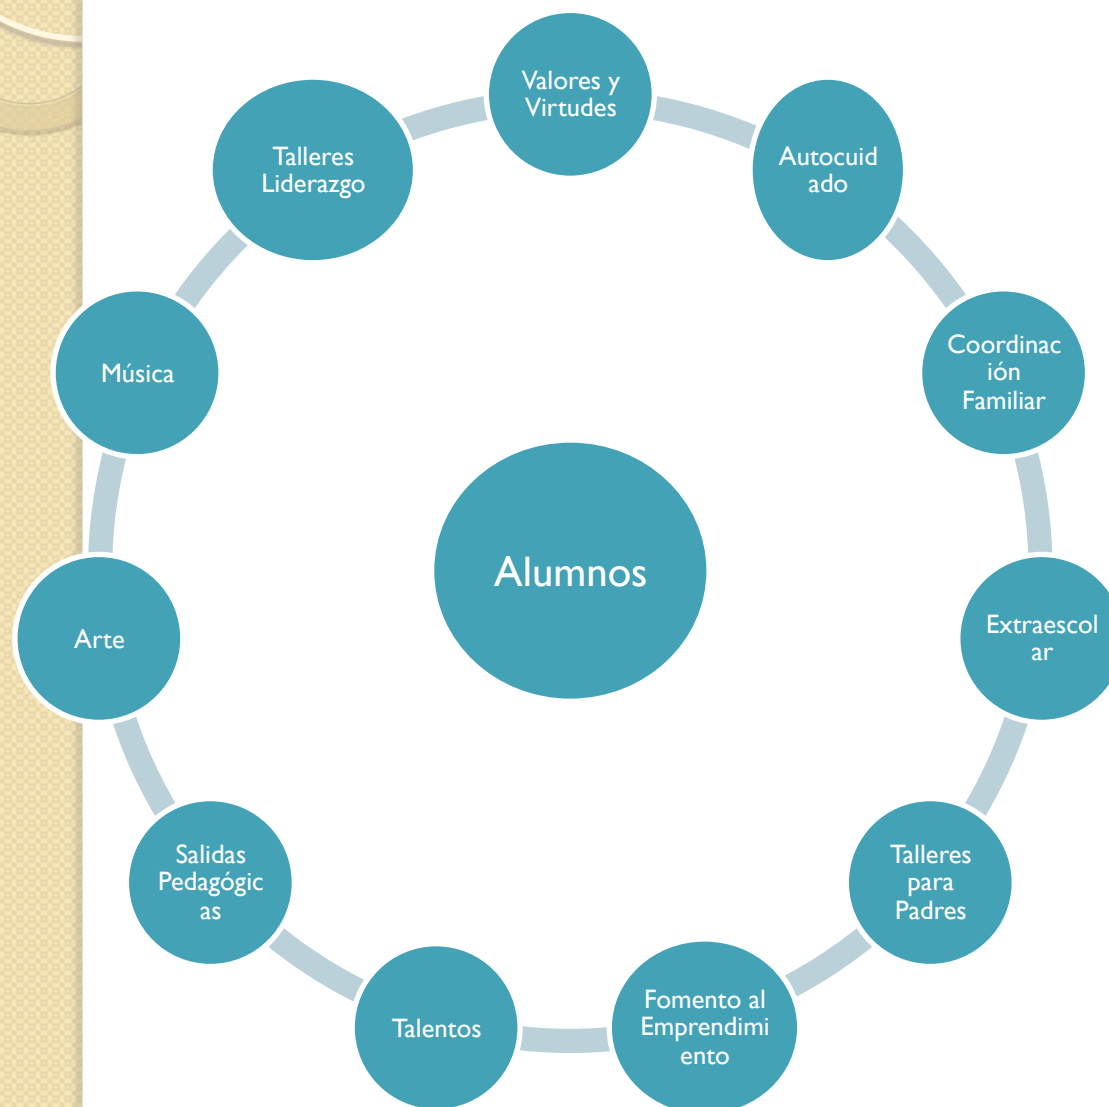 Valores y
Virtudes
Autocuid
ado
Coordinac
ión
Familiar
Extraescol
ar
Talleres
para
Padres
Fomento al
Emprendimi
ento
Talentos
Salidas
Pedagógic
as
Arte
Música
Talleres
Liderazgo
Alumnos